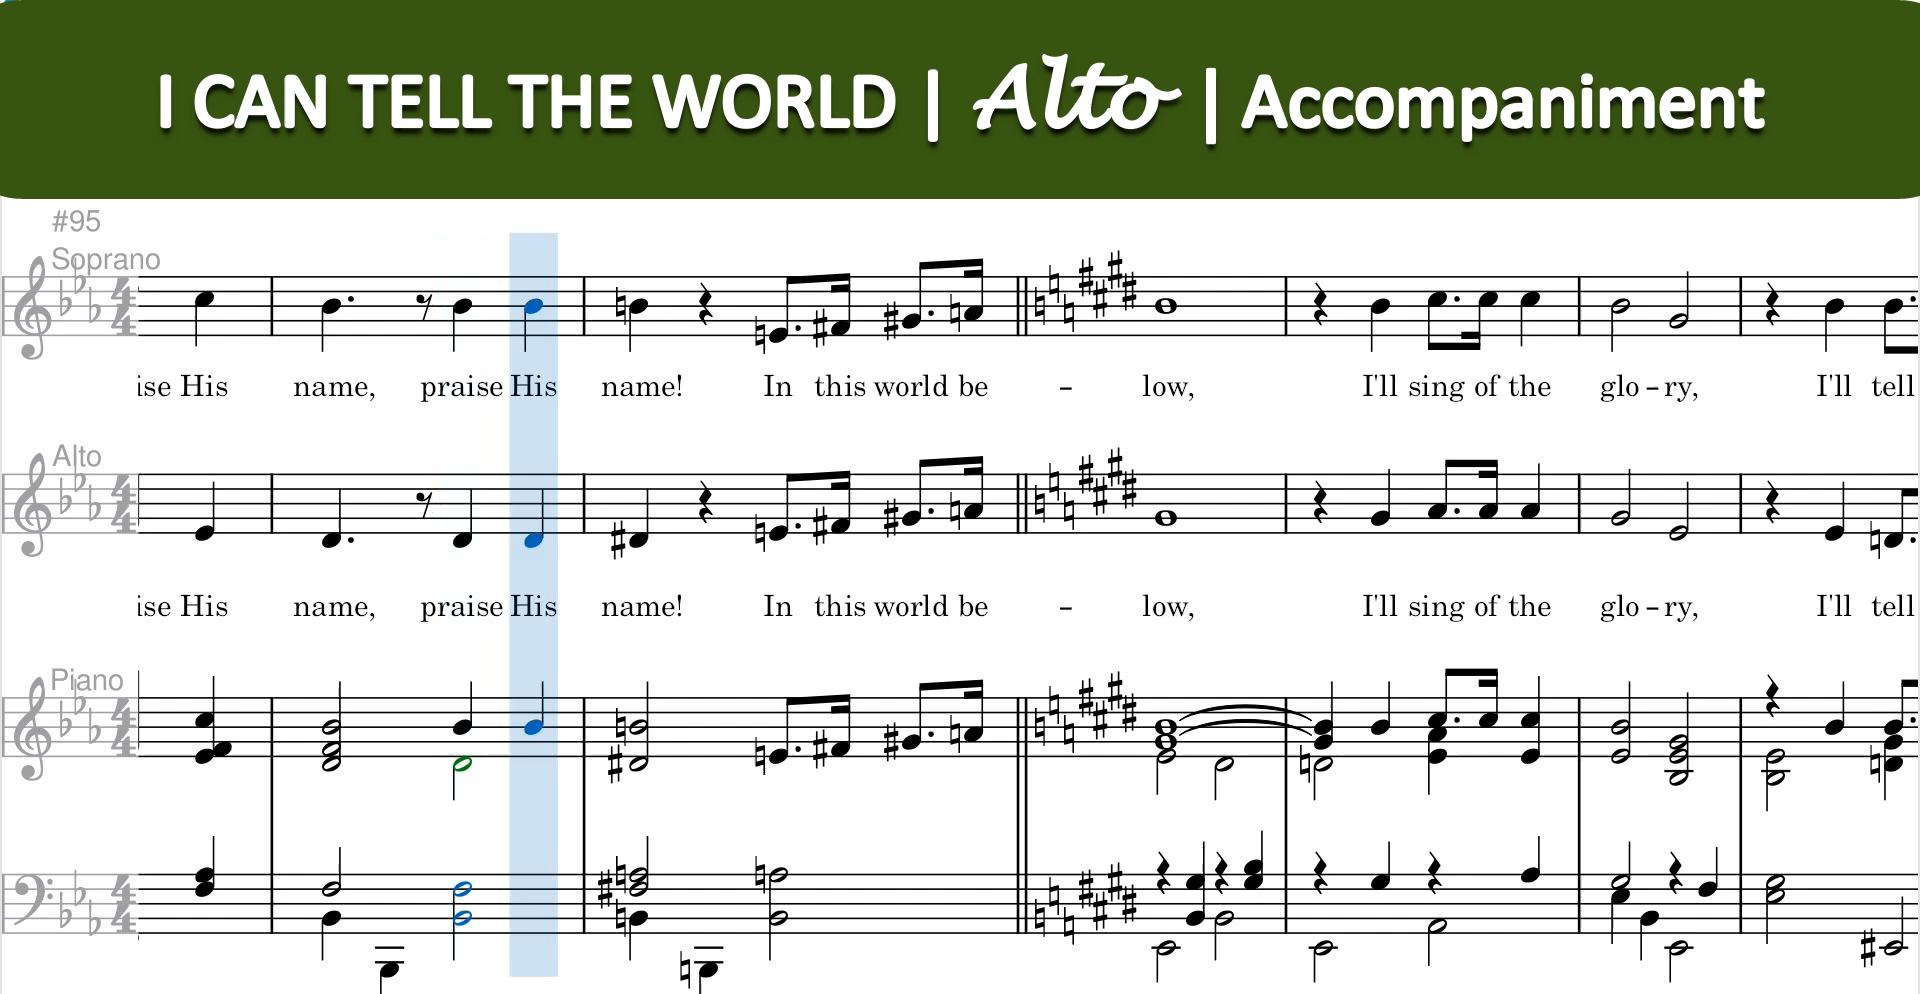 I CAN TELL THE WORLD | Alto | Accompaniment
#95
Soprano
ise His name, praise His name! In this world be - low, I'll sing of the glo-ry, I'll tell
Alto
ise His name, praise His name! In this world be - low, I'll sing of the glo-ry, I'll tell
Piano